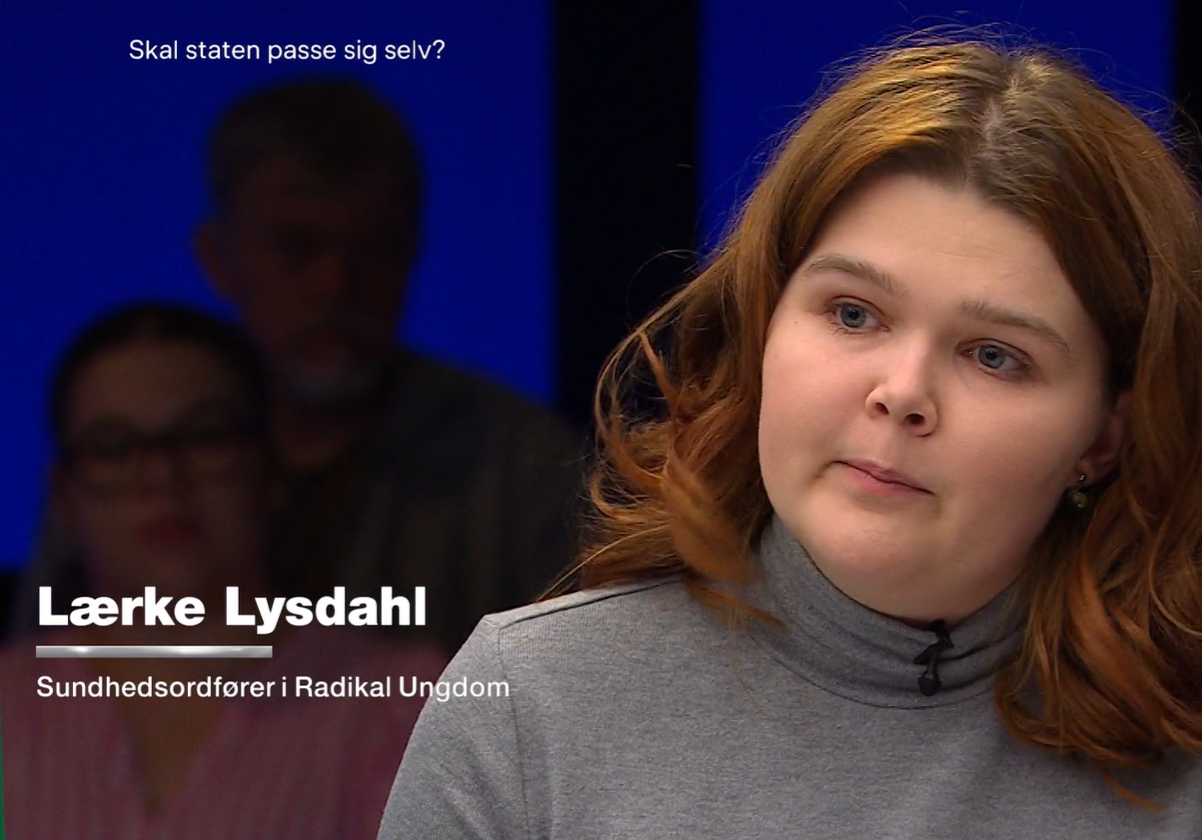 Skal staten passe sig selv?
Lærke Lysdahl
Sundhedsordfører i Radikal Ungdom